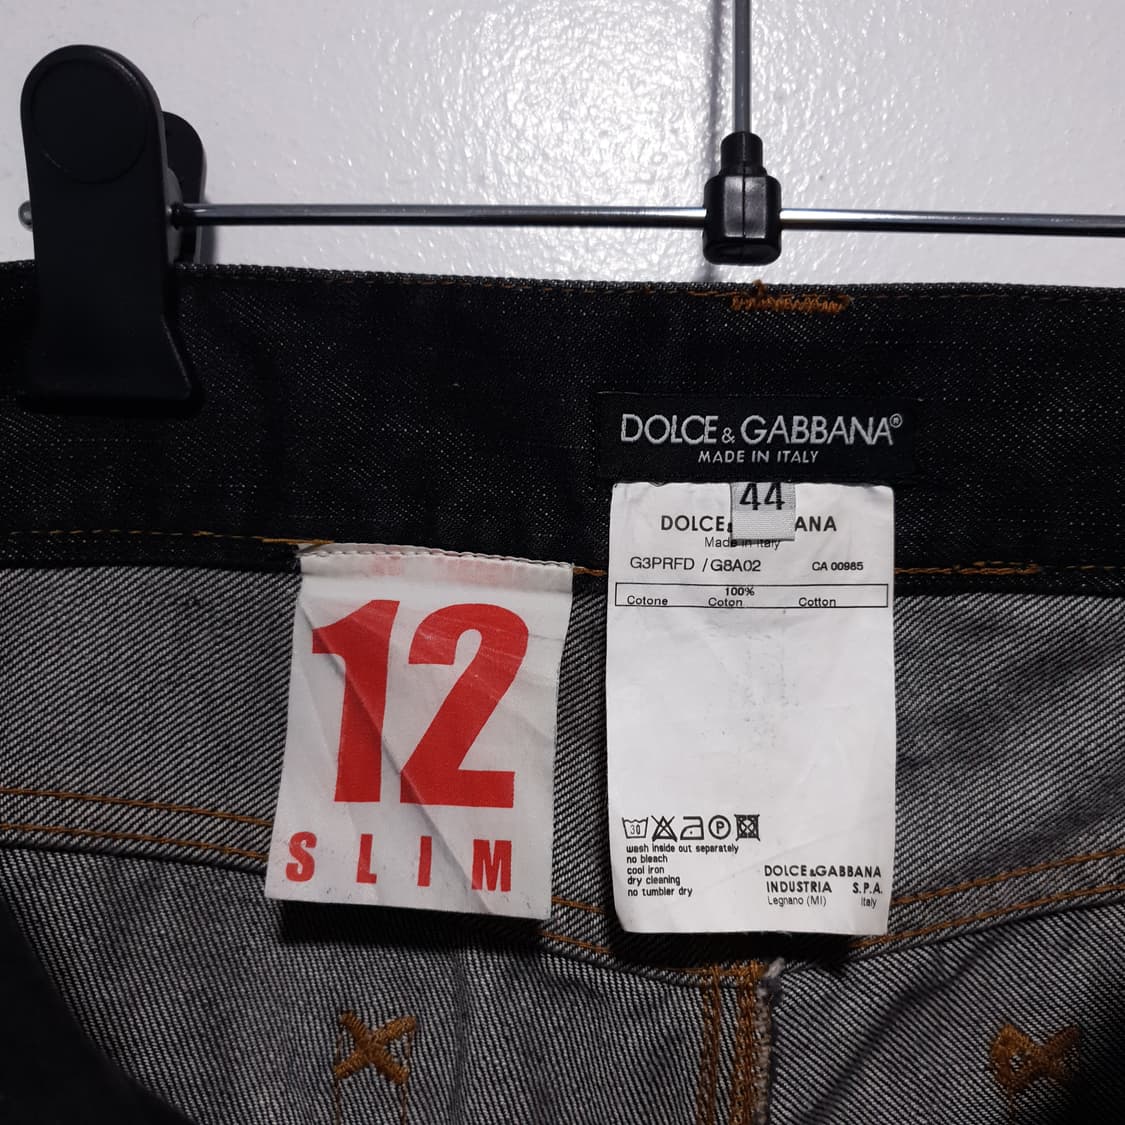 DOLCE & GABBANA®
MADE IN ITALY
44
DOLCE ANA
Made in Italy
G3PRFD / G8A02 CA 00985
100%
Cotone Coton Cotton
12
SLIM
30 P
wash inside out separately
no bleach
cool iron
dry cleaning
no tumbler dry
DOLCE & GABBANA
INDUSTRIA S.P.A.
Legnano (MI) Italy